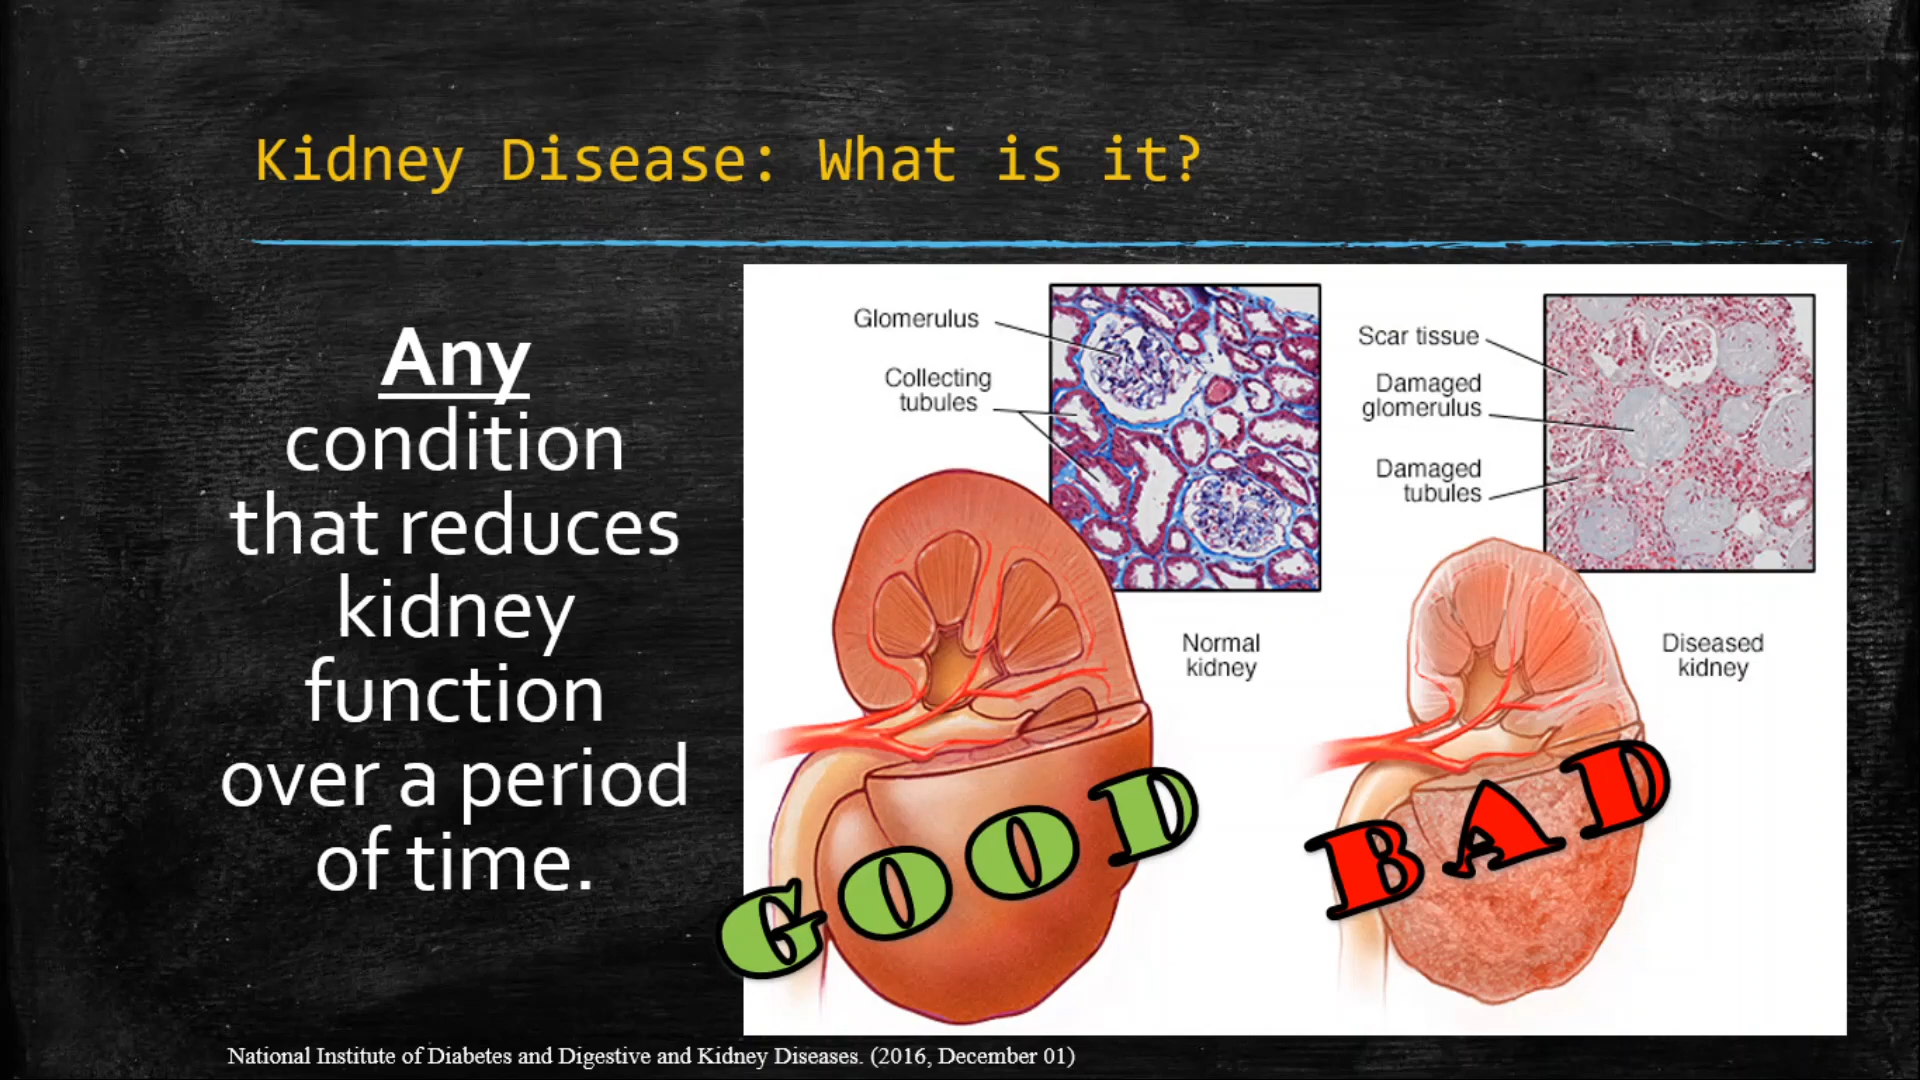 Kidney Disease: What is it?
Any
condition
that reduces
kidney
function
over a period
of time.
Glomerulus
Collecting
tubules
Normal
kidney
GOOD
Scar tissue
Damaged
glomerulus
Damaged
tubules
Diseased
kidney
BAD
National Institute of Diabetes and Digestive and Kidney Diseases. (2016, December 01)